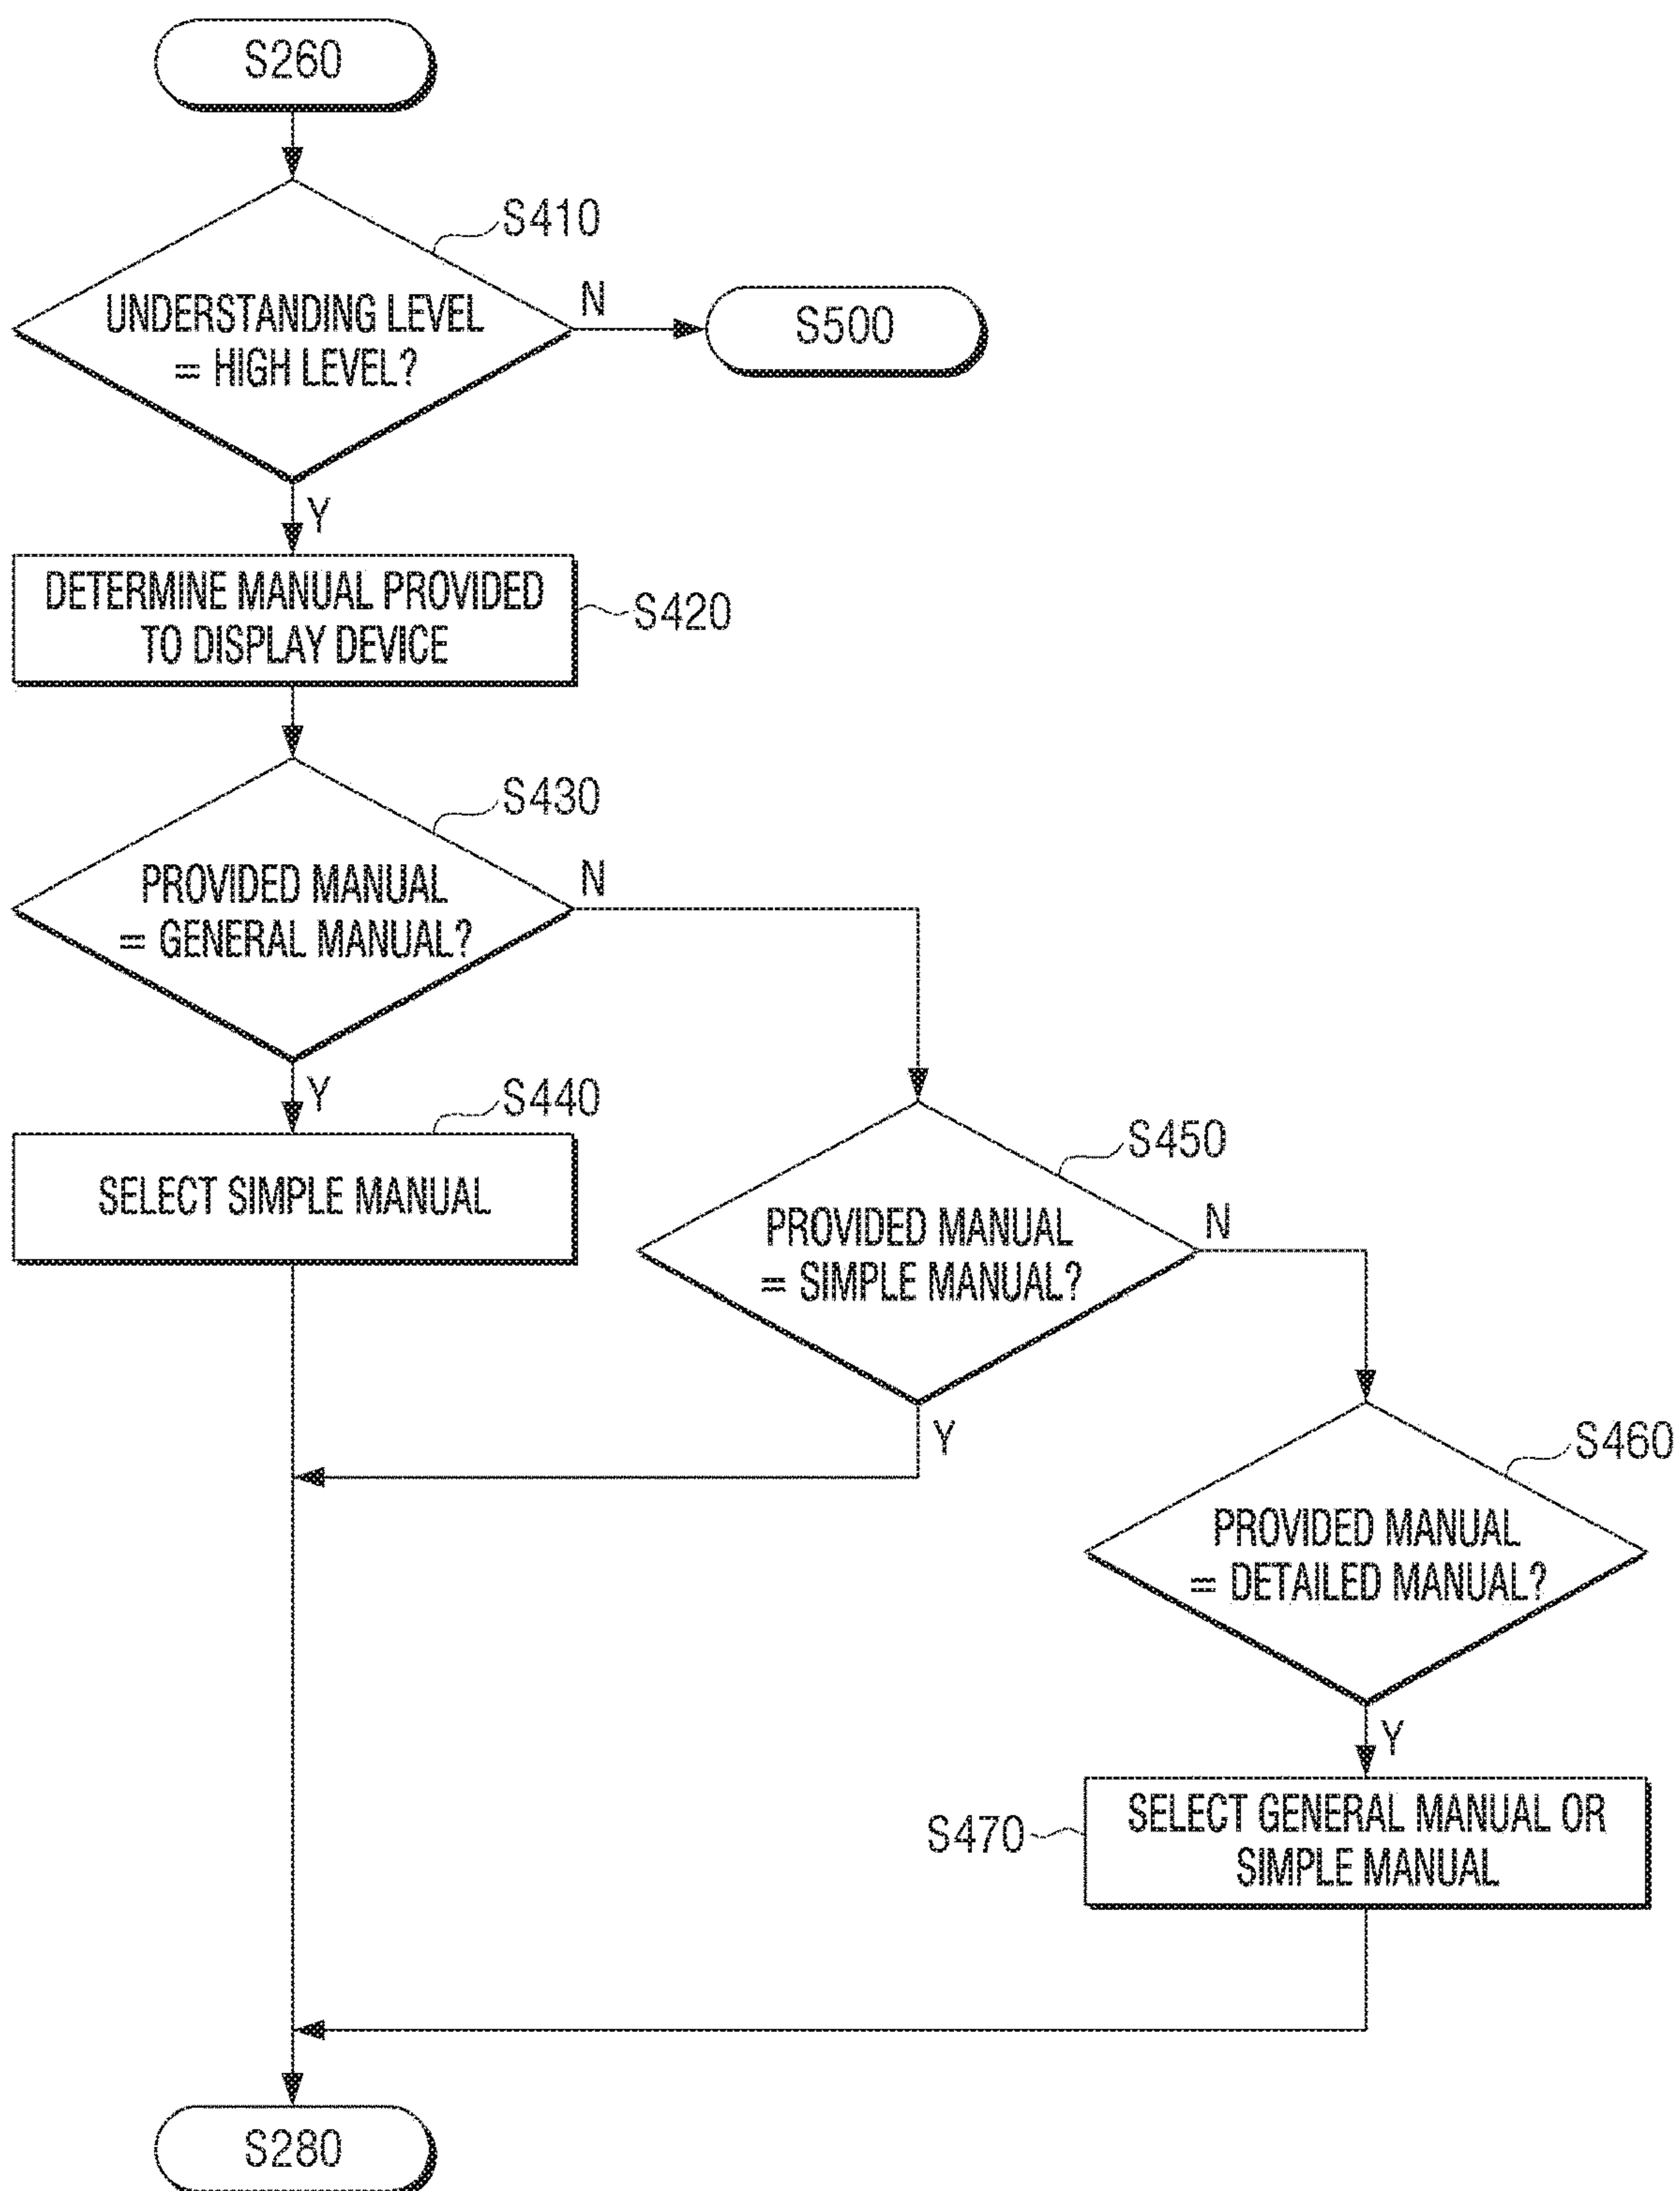 S260
S410
UNDERSTANDING LEVEL
= HIGH LEVEL?
N
S500
Y
DETERMINE MANUAL PROVIDED
TO DISPLAY DEVICE
S420
S430
PROVIDED MANUAL
= GENERAL MANUAL?
N
Y
S440
SELECT SIMPLE MANUAL
S450
PROVIDED MANUAL
= SIMPLE MANUAL?
N
Y
S460
PROVIDED MANUAL
= DETAILED MANUAL?
Y
S470
SELECT GENERAL MANUAL OR
SIMPLE MANUAL
S280